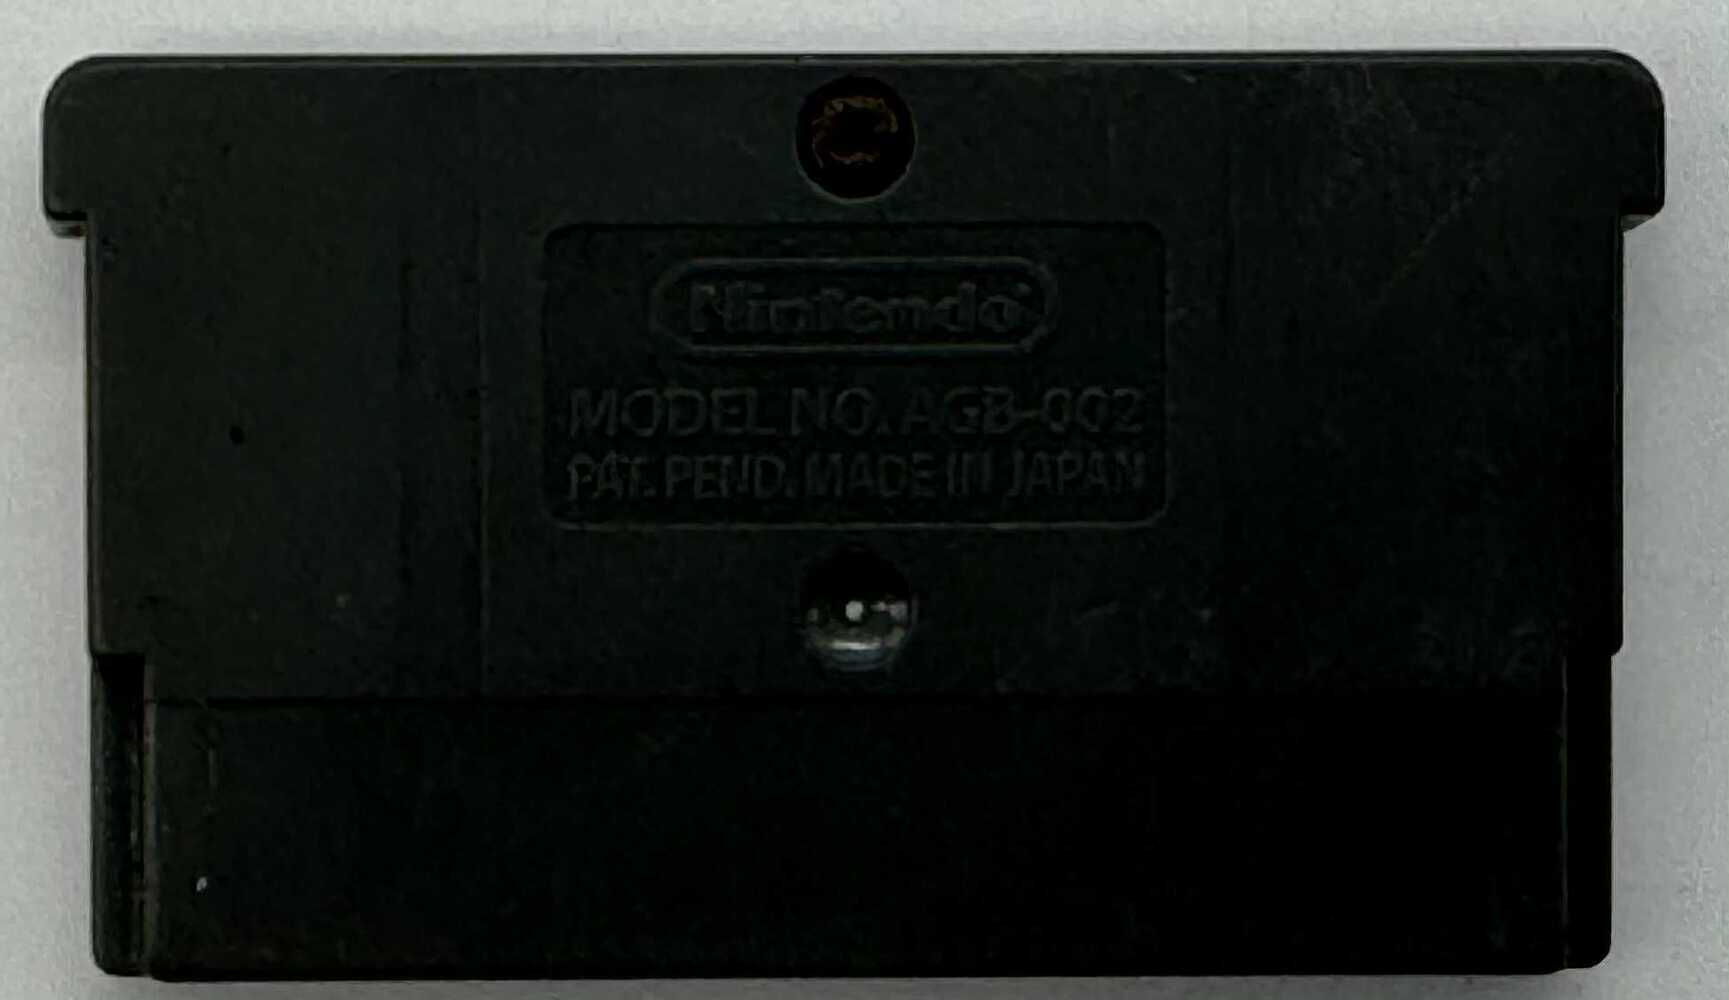 Nintendo
MODEL NO. AGB-002
PAT. PEND. MADE IN JAPAN